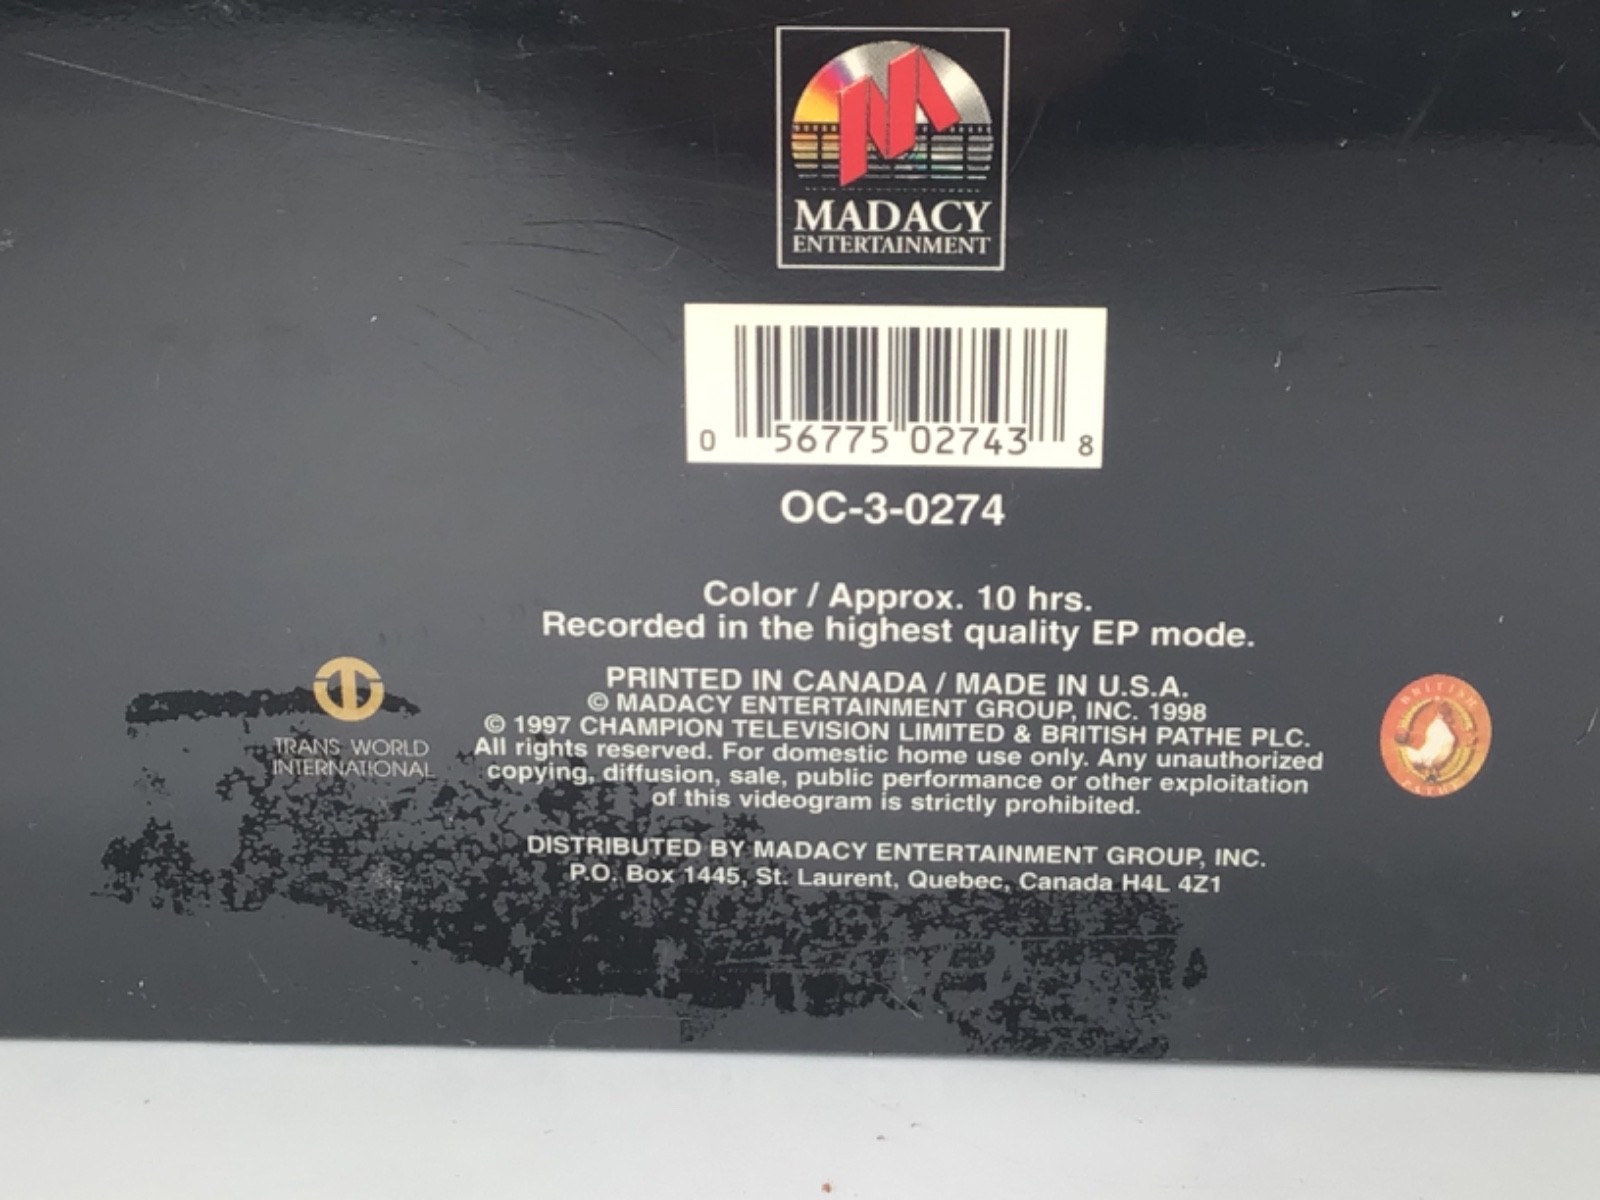 MADACY
ENTERTAINMENT
0 56775 02743 8
OC-3-0274
Color / Approx. 10 hrs.
Recorded in the highest quality EP mode.
PRINTED IN CANADA / MADE IN U.S.A.
© MADACY ENTERTAINMENT GROUP, INC. 1998
© 1997 CHAMPION TELEVISION LIMITED & BRITISH PATHE PLC.
All rights reserved. For domestic home use only. Any unauthorized
copying, diffusion, sale, public performance or other exploitation
of this videogram is strictly prohibited.
TRANS WORLD
INTERNATIONAL
BRITISH
PATHE
DISTRIBUTED BY MADACY ENTERTAINMENT GROUP, INC.
P.O. Box 1445, St. Laurent, Quebec, Canada H4L 4Z1